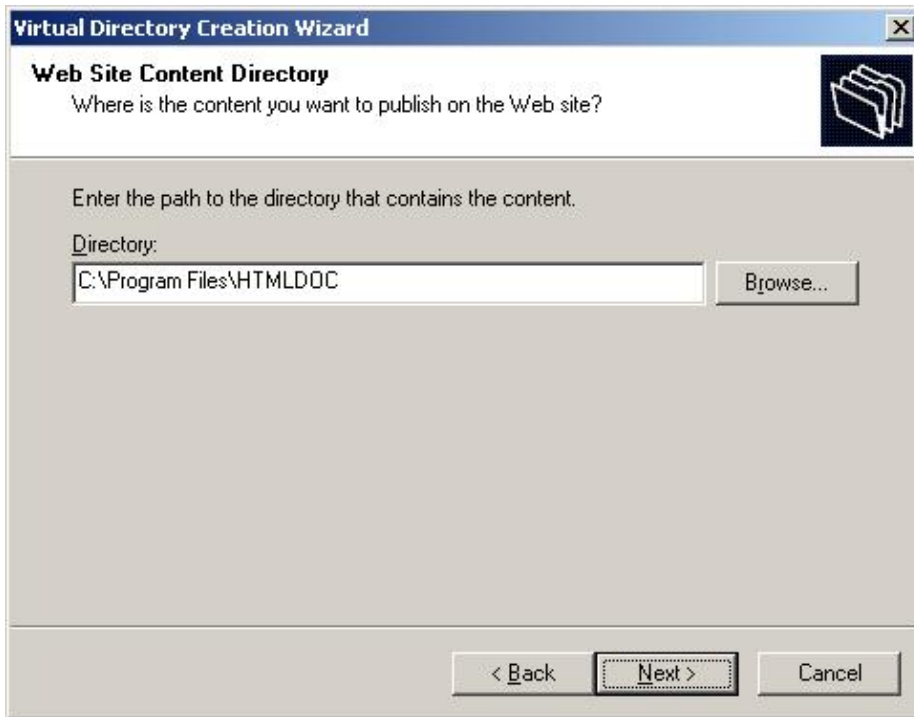 Virtual Directory Creation Wizard
Web Site Content Directory
Where is the content you want to publish on the Web site?
Enter the path to the directory that contains the content.
Directory:
C:\Program Files\HTMLDOC
Browse...
< Back
Next >
Cancel